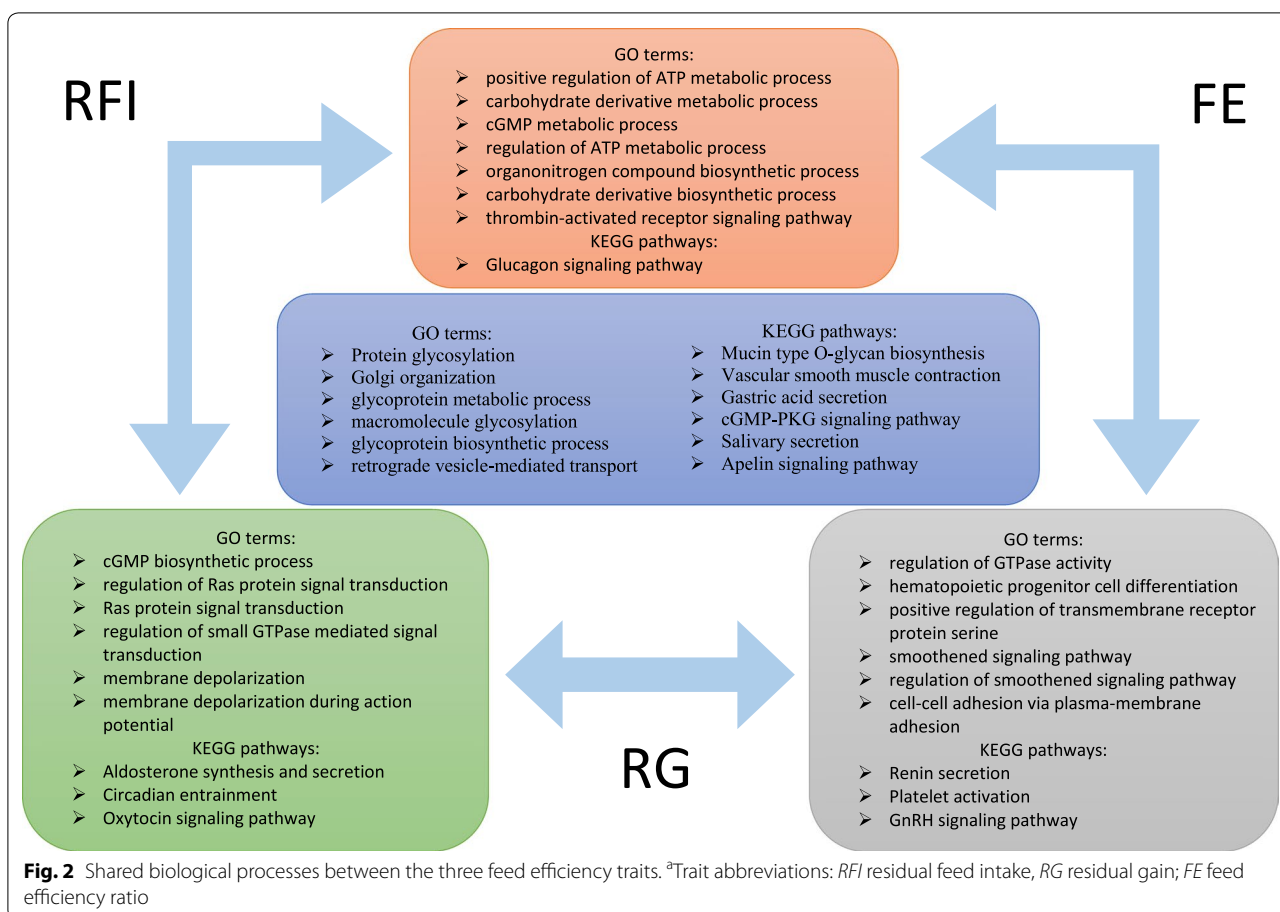 RFI
FE
GO terms:
➢ positive regulation of ATP metabolic process
➢ carbohydrate derivative metabolic process
➢ cGMP metabolic process
➢ regulation of ATP metabolic process
➢ organonitrogen compound biosynthetic process
➢ carbohydrate derivative biosynthetic process
➢ thrombin-activated receptor signaling pathway
KEGG pathways:
➢ Glucagon signaling pathway
GO terms:
➢ Protein glycosylation
➢ Golgi organization
➢ glycoprotein metabolic process
➢ macromolecule glycosylation
➢ glycoprotein biosynthetic process
➢ retrograde vesicle-mediated transport
KEGG pathways:
➢ Mucin type O-glycan biosynthesis
➢ Vascular smooth muscle contraction
➢ Gastric acid secretion
➢ cGMP-PKG signaling pathway
➢ Salivary secretion
➢ Apelin signaling pathway
GO terms:
➢ cGMP biosynthetic process
➢ regulation of Ras protein signal transduction
➢ Ras protein signal transduction
➢ regulation of small GTPase mediated signal
transduction
➢ membrane depolarization
➢ membrane depolarization during action
potential
KEGG pathways:
➢ Aldosterone synthesis and secretion
➢ Circadian entrainment
➢ Oxytocin signaling pathway
RG
GO terms:
➢ regulation of GTPase activity
➢ hematopoietic progenitor cell differentiation
➢ positive regulation of transmembrane receptor
protein serine
➢ smoothened signaling pathway
➢ regulation of smoothened signaling pathway
➢ cell-cell adhesion via plasma-membrane
adhesion
KEGG pathways:
➢ Renin secretion
➢ Platelet activation
➢ GnRH signaling pathway
Fig. 2 Shared biological processes between the three feed efficiency traits. ᵃTrait abbreviations: RFI residual feed intake, RG residual gain; FE feed
efficiency ratio